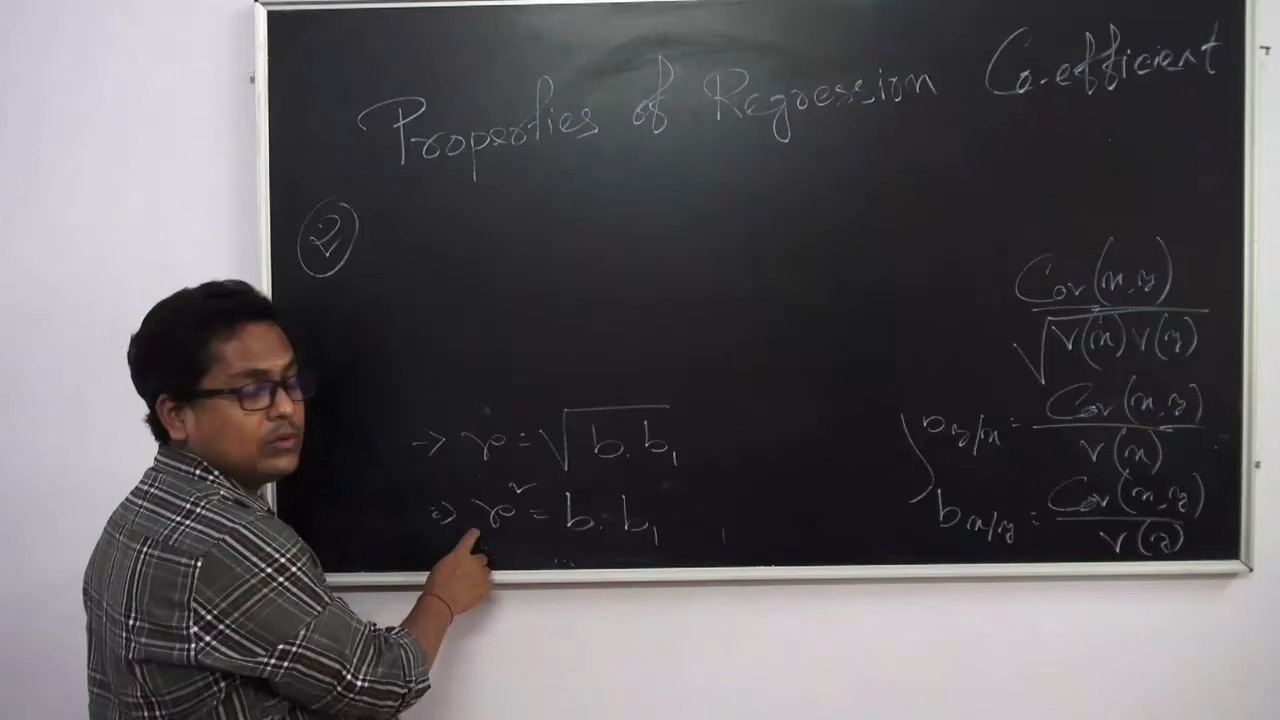 Properties of Regression Co-efficient
2
→ r = √b.b₁
⇒ r² = b.b₁
Cov(x,y)
√V(x) V(y)
b y/x = Cov(x,y)
V(x)
b x/y = Cov(x,y)
V(y)